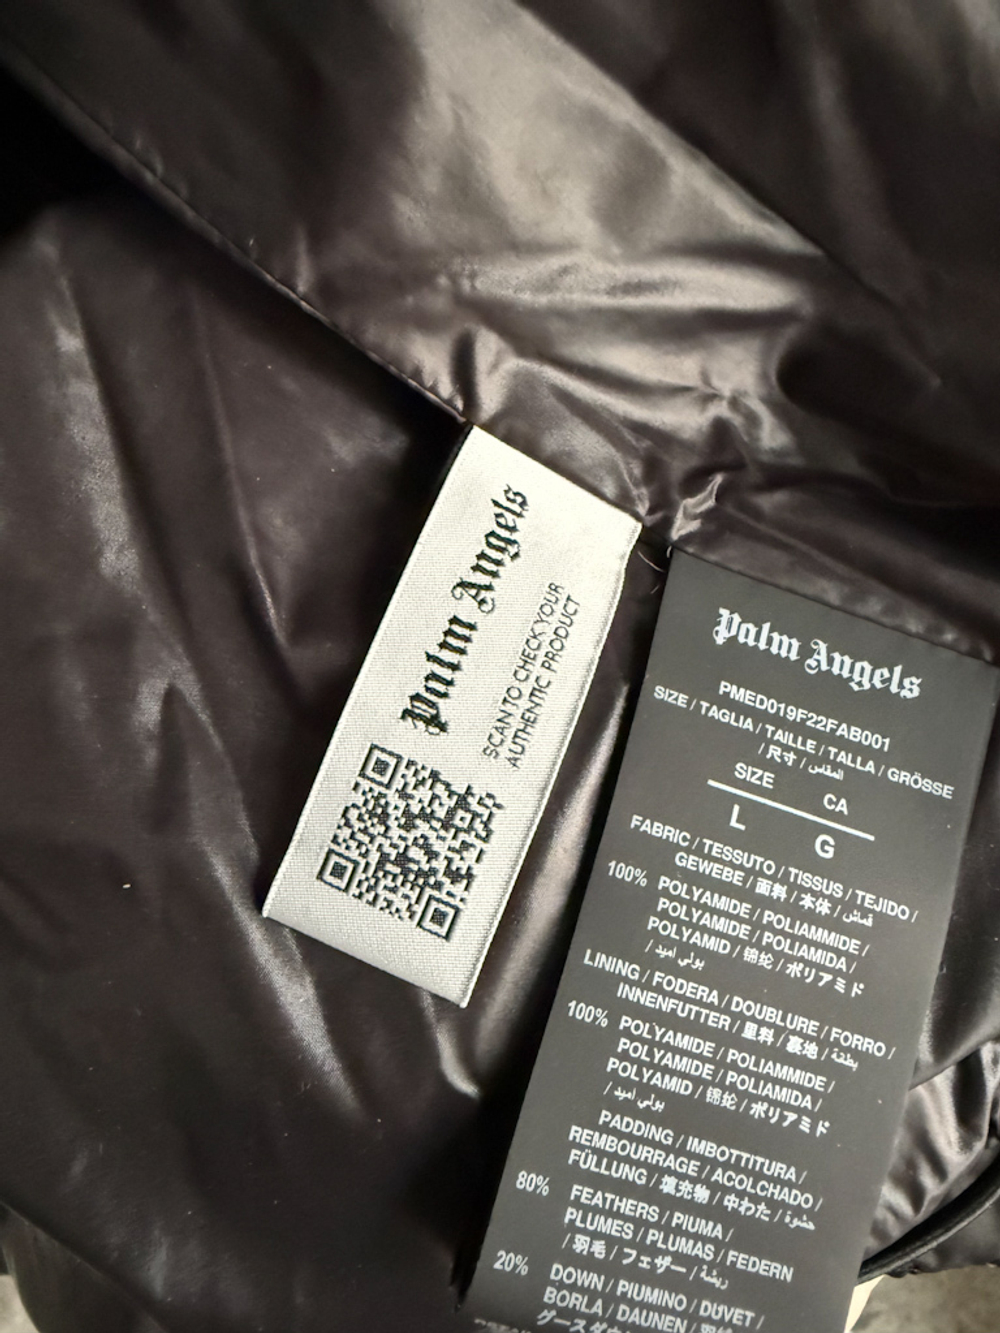 Palm Angels
SCAN TO CHECK YOUR
AUTHENTIC PRODUCT
Palm Angels
PMED019F22FAB001
SIZE / TAGLIA / TAILLE / TALLA / GRÖSSE
/ 尺寸 / المقاس
SIZE CA
L G
FABRIC / TESSUTO / TISSUS / TEJIDO /
GEWEBE / 面料 / 本体 / قماش
100% POLYAMIDE / POLIAMMIDE /
POLYAMIDE / POLIAMIDA /
POLYAMID / 锦纶 / ポリアミド
/ بولي اميد
LINING / FODERA / DOUBLURE / FORRO /
INNENFUTTER / 里料 / 裏地 / بطانة
100% POLYAMIDE / POLIAMMIDE /
POLYAMIDE / POLIAMIDA /
POLYAMID / 锦纶 / ポリアミド
/ بولي اميد
PADDING / IMBOTTITURA /
REMBOURRAGE / ACOLCHADO /
FÜLLUNG / 填充物 / 中わた / حشوة
80% FEATHERS / PIUMA /
PLUMES / PLUMAS / FEDERN
/ 羽毛 / フェザー / ريشة
20% DOWN / PIUMINO / DUVET /
BORLA / DAUNEN /